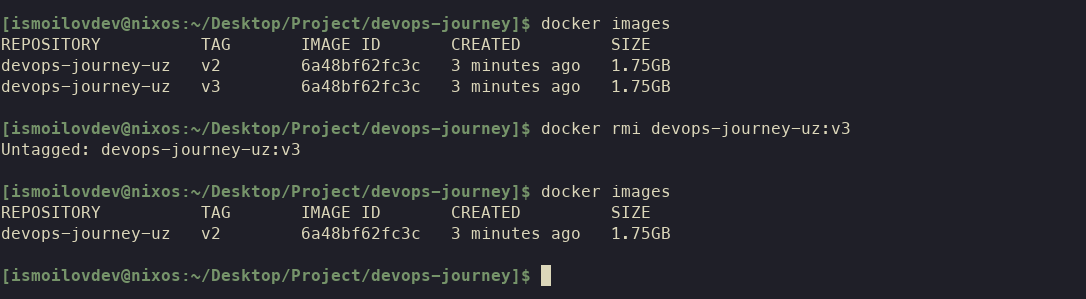 [ismoilovdev@nixos:~/Desktop/Project/devops-journey]$ docker images
REPOSITORY          TAG       IMAGE ID       CREATED         SIZE
devops-journey-uz   v2        6a48bf62fc3c   3 minutes ago   1.75GB
devops-journey-uz   v3        6a48bf62fc3c   3 minutes ago   1.75GB
[ismoilovdev@nixos:~/Desktop/Project/devops-journey]$ docker rmi devops-journey-uz:v3
Untagged: devops-journey-uz:v3
[ismoilovdev@nixos:~/Desktop/Project/devops-journey]$ docker images
REPOSITORY          TAG       IMAGE ID       CREATED         SIZE
devops-journey-uz   v2        6a48bf62fc3c   3 minutes ago   1.75GB
[ismoilovdev@nixos:~/Desktop/Project/devops-journey]$